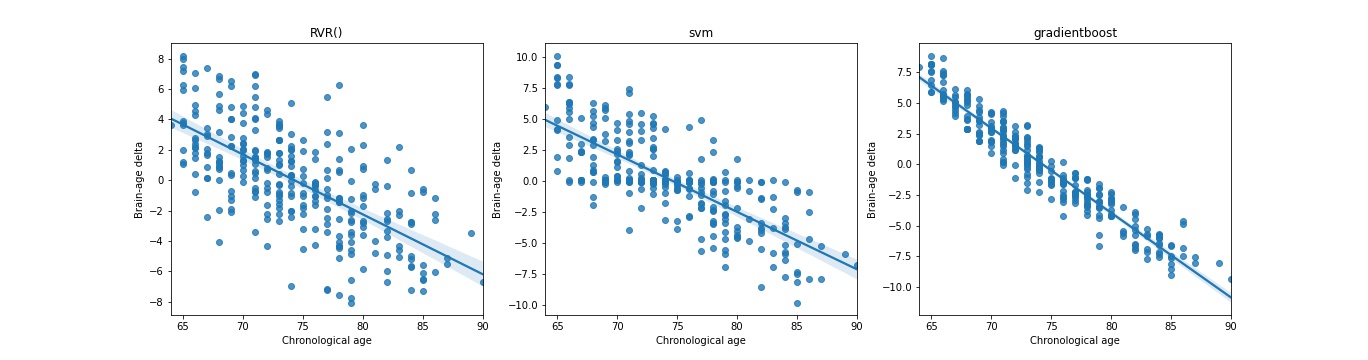 RVR()
8
6
4
2
0
−2
−4
−6
−8
Brain-age delta
65 70 75 80 85 90
Chronological age
svm
10.0
7.5
5.0
2.5
0.0
−2.5
−5.0
−7.5
−10.0
Brain-age delta
65 70 75 80 85 90
Chronological age
gradientboost
7.5
5.0
2.5
0.0
−2.5
−5.0
−7.5
−10.0
Brain-age delta
65 70 75 80 85 90
Chronological age